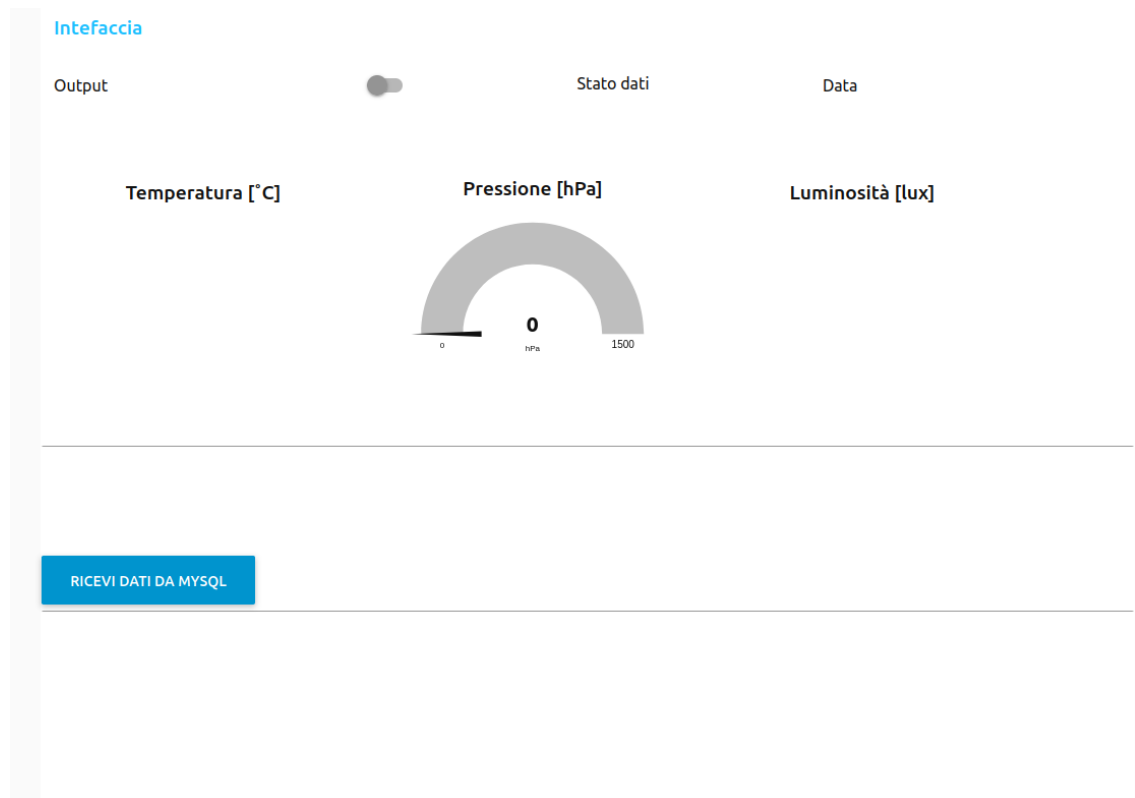 Intefaccia
Output
Stato dati
Data
Temperatura [°C]
Pressione [hPa]
Luminosità [lux]
0
0
hPa
1500
RICEVI DATI DA MYSQL